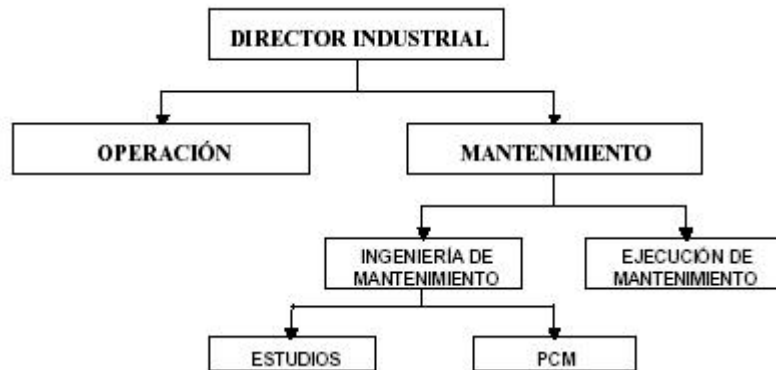 DIRECTOR INDUSTRIAL
OPERACIÓN
MANTENIMIENTO
INGENIERÍA DE
MANTENIMIENTO
EJECUCIÓN DE
MANTENIMIENTO
ESTUDIOS
PCM